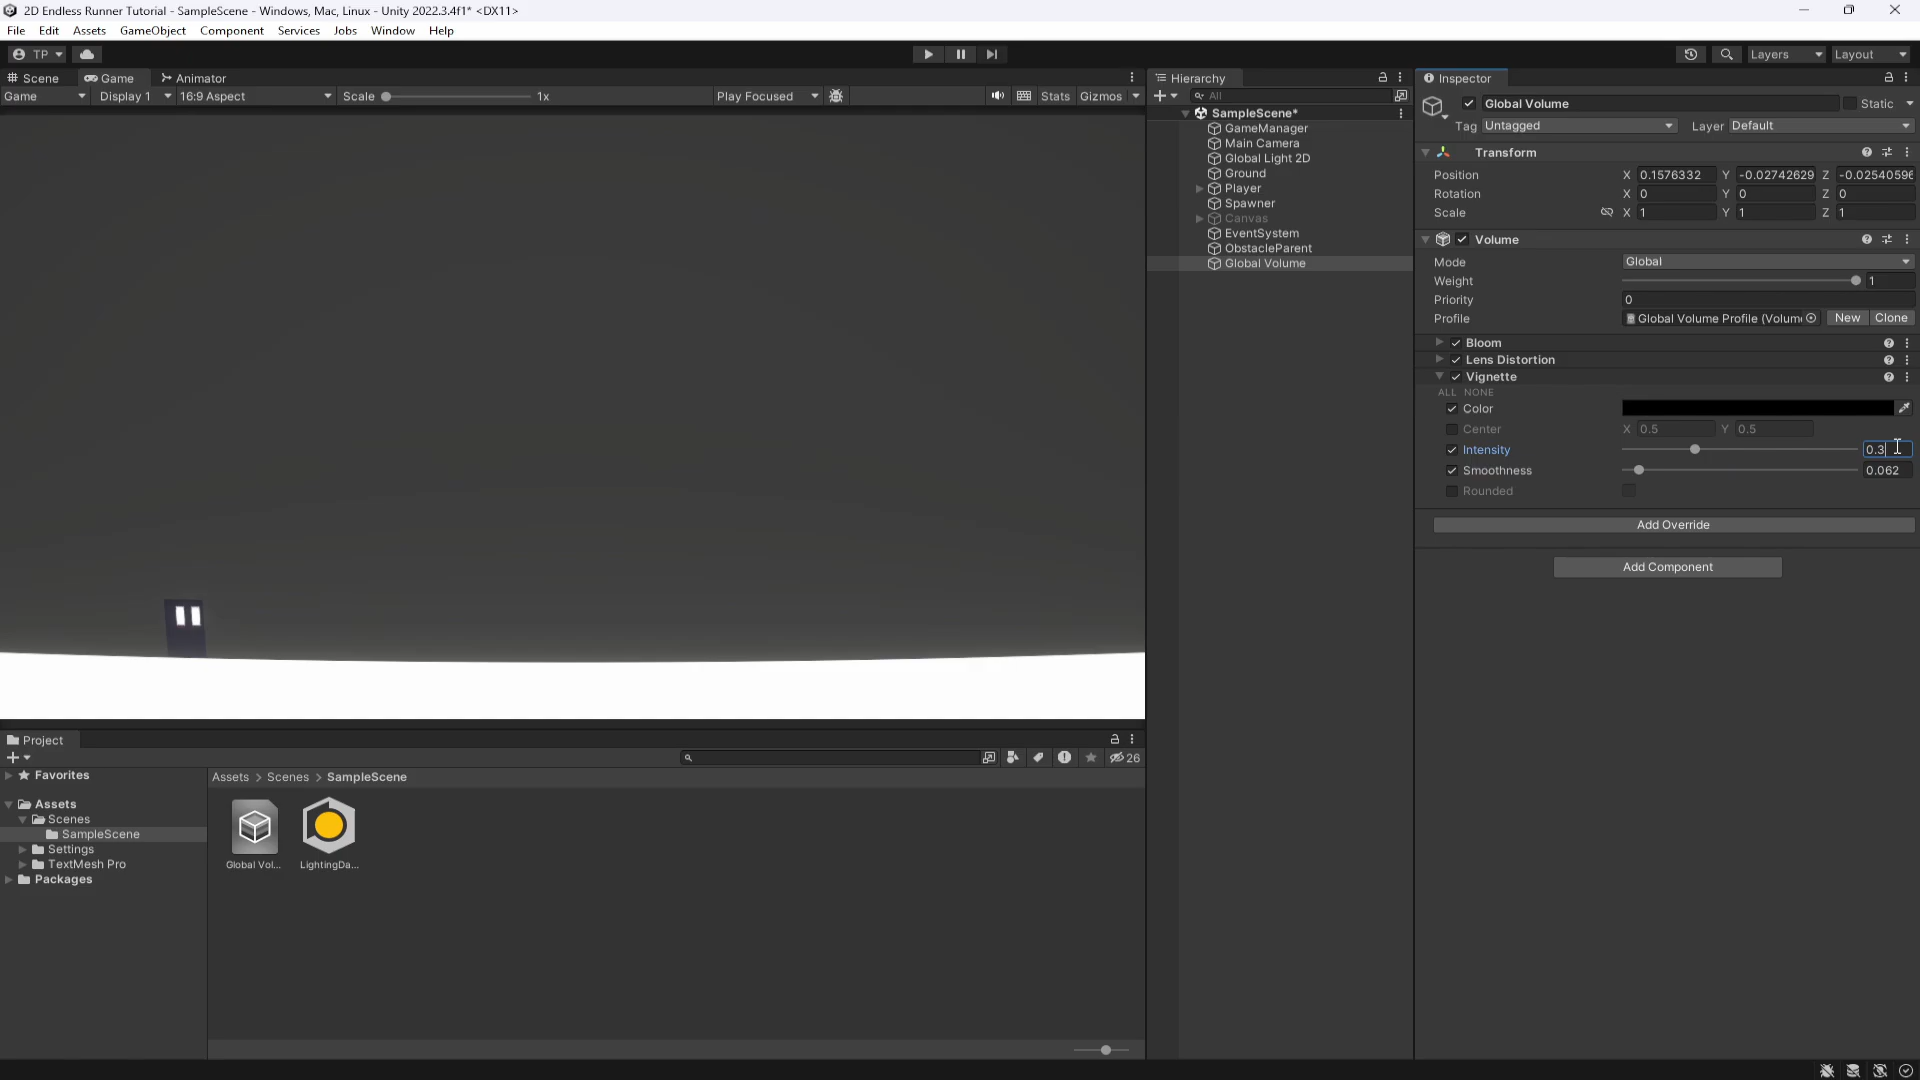 2D Endless Runner Tutorial - SampleScene - Windows, Mac, Linux - Unity 2022.3.4f1* <DX11>
File Edit Assets GameObject Component Services Jobs Window Help
TP Layers Layout
Scene Game Animator
Game Display 1 16:9 Aspect Scale 1x Play Focused Stats Gizmos
Hierarchy
All
SampleScene*
GameManager
Main Camera
Global Light 2D
Ground
Player
Spawner
Canvas
EventSystem
ObstacleParent
Global Volume
Inspector
Global Volume Static
Tag Untagged Layer Default
Transform
Position X 0.1576332 Y -0.02742629 Z -0.02540596
Rotation X 0 Y 0 Z 0
Scale X 1 Y 1 Z 1
Volume
Mode Global
Weight 1
Priority 0
Profile Global Volume Profile (Volum New Clone
Bloom
Lens Distortion
Vignette
ALL NONE
Color
Center X 0.5 Y 0.5
Intensity 0.3
Smoothness 0.062
Rounded
Add Override
Add Component
Project
26
Favorites
Assets
Scenes
SampleScene
Settings
TextMesh Pro
Packages
Assets > Scenes > SampleScene
Global Vol... LightingDa...